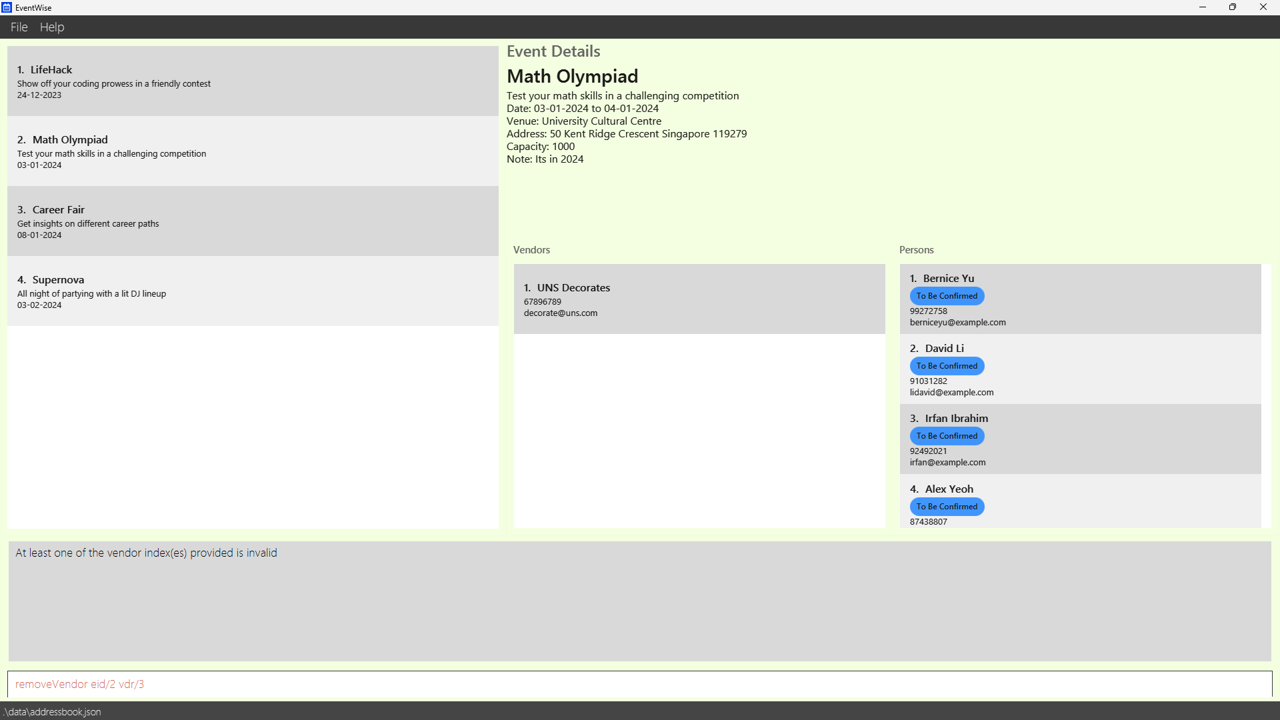 EventWise
File Help
1. LifeHack
Show off your coding prowess in a friendly contest
24-12-2023
2. Math Olympiad
Test your math skills in a challenging competition
03-01-2024
3. Career Fair
Get insights on different career paths
08-01-2024
4. Supernova
All night of partying with a lit DJ lineup
03-02-2024
Event Details
Math Olympiad
Test your math skills in a challenging competition
Date: 03-01-2024 to 04-01-2024
Venue: University Cultural Centre
Address: 50 Kent Ridge Crescent Singapore 119279
Capacity: 1000
Note: Its in 2024
Vendors
1. UNS Decorates
67896789
decorate@uns.com
Persons
1. Bernice Yu
To Be Confirmed
99272758
berniceyu@example.com
2. David Li
To Be Confirmed
91031282
lidavid@example.com
3. Irfan Ibrahim
To Be Confirmed
92492021
irfan@example.com
4. Alex Yeoh
To Be Confirmed
87438807
At least one of the vendor index(es) provided is invalid
removeVendor eid/2 vdr/3
.\data\addressbook.json